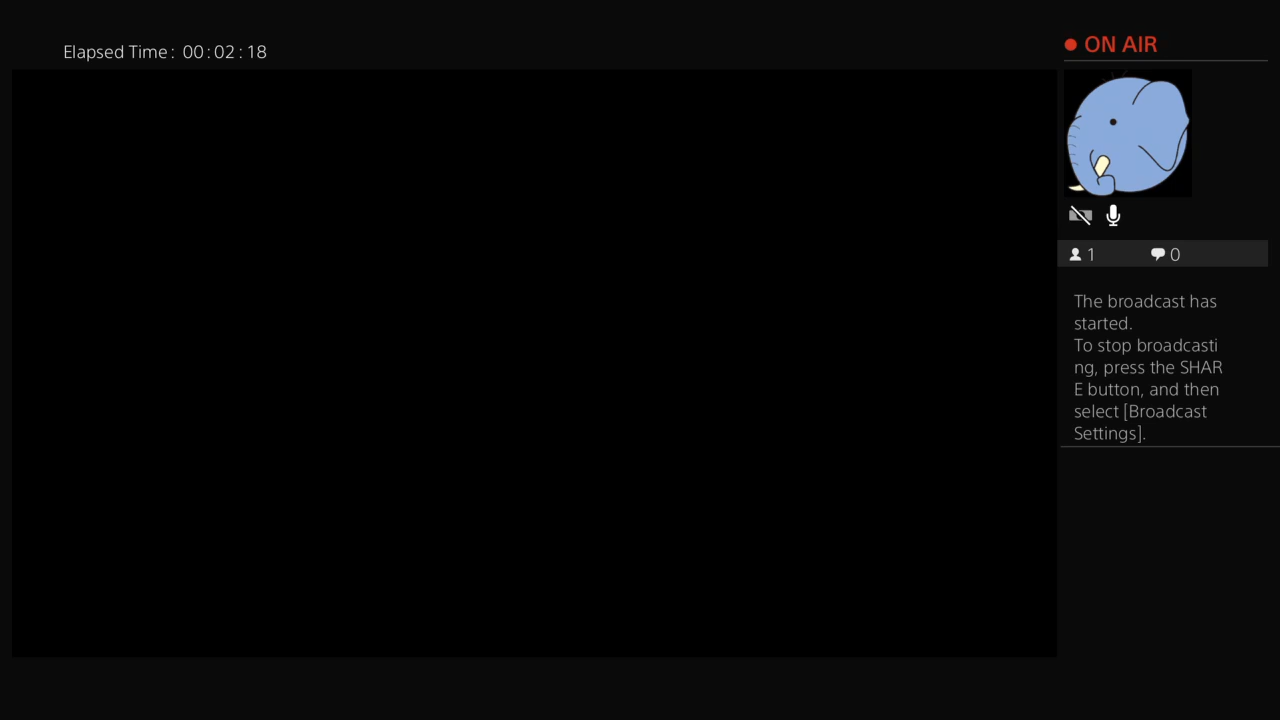 Elapsed Time: 00:02:18
ON AIR
1
0
The broadcast has
started.
To stop broadcasti
ng, press the SHAR
E button, and then
select [Broadcast
Settings].